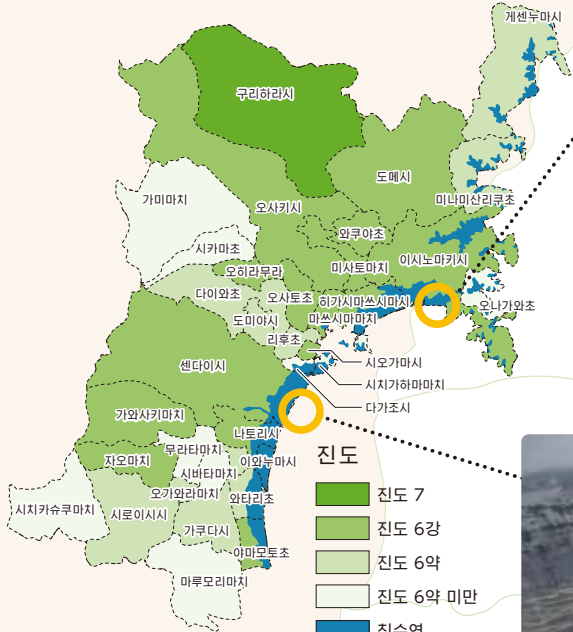 게센누마시
구리하라시
도메시
가미마치
미나미산리쿠초
오사키시
와쿠야초
시카마초
이시노마키시
미사토마치
오히라무라
다이와초
오사토초
히가시마쓰시마시
오나가와초
도미야시
마쓰시마마치
리후초
시오가마시
센다이시
시치가하마마치
다가조시
가와사키마치
나토리시
무라타마치
진도
자오마치
이와누마시
시바타마치
오가와라마치
와타리초
진도 7
시치카슈쿠마치
시로이시시
가쿠다시
진도 6강
야마모토초
진도 6약
마루모리마치
진도 6약 미만
침수역